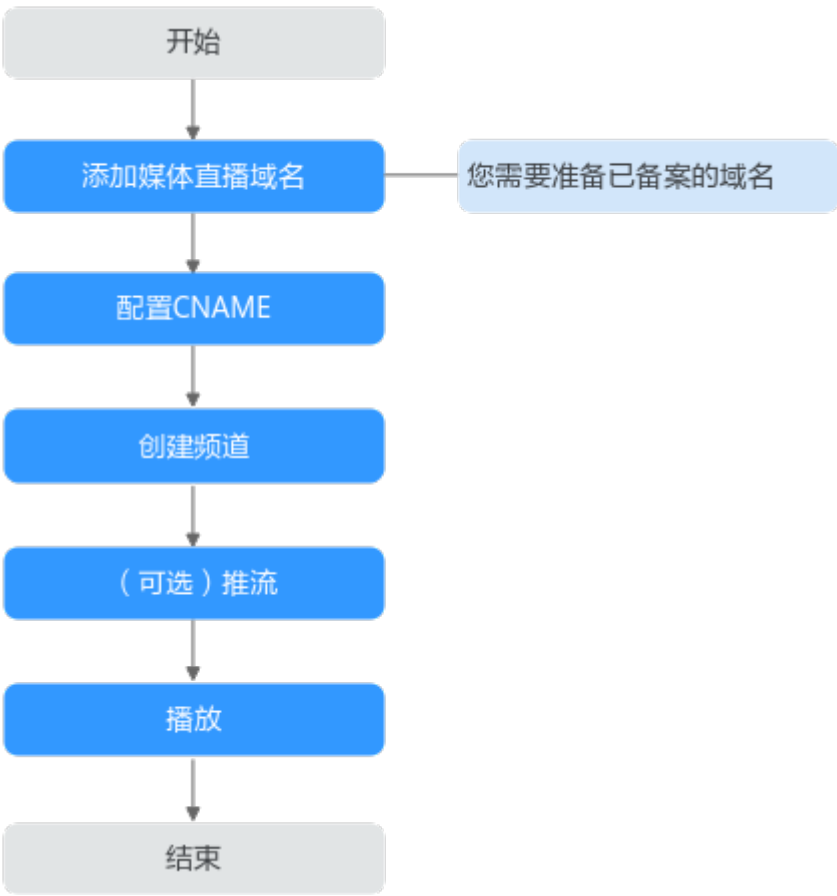 开始
添加媒体直播域名
您需要准备已备案的域名
配置CNAME
创建频道
（可选）推流
播放
结束